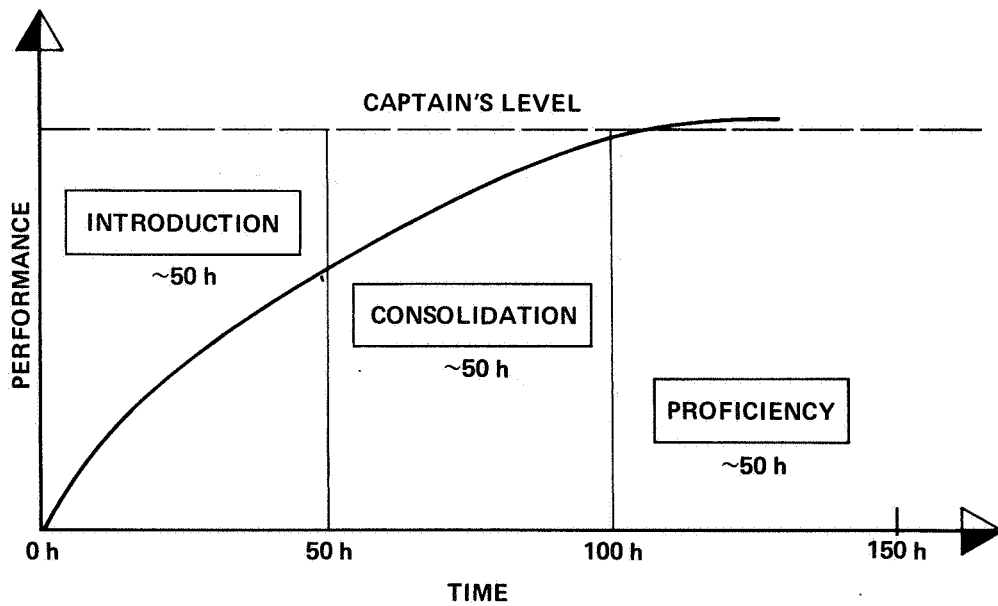 CAPTAIN'S LEVEL
INTRODUCTION
~50 h
CONSOLIDATION
~50 h
PROFICIENCY
~50 h
PERFORMANCE
0 h
50 h
100 h
150 h
TIME